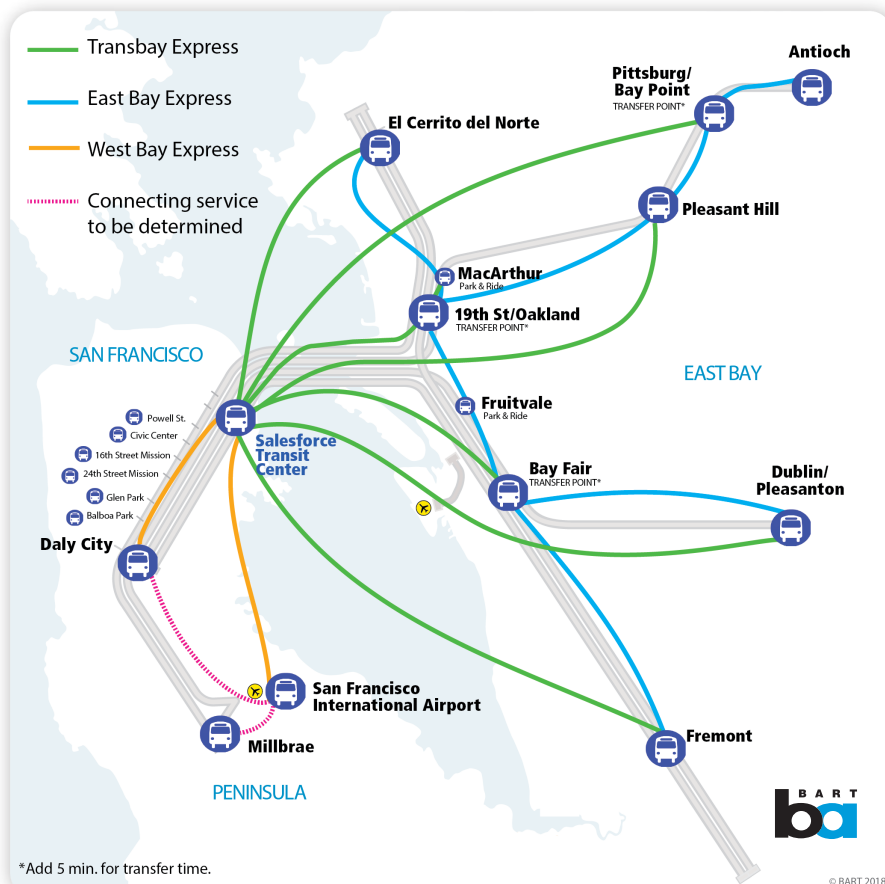 Transbay Express
East Bay Express
West Bay Express
Connecting service
to be determined
Antioch
Pittsburg/
Bay Point
TRANSFER POINT*
El Cerrito del Norte
Pleasant Hill
MacArthur
Park & Ride
19th St/Oakland
TRANSFER POINT*
SAN FRANCISCO
EAST BAY
Fruitvale
Park & Ride
Powell St.
Civic Center
16th Street Mission
24th Street Mission
Glen Park
Balboa Park
Salesforce
Transit
Center
Bay Fair
TRANSFER POINT*
Dublin/
Pleasanton
Daly City
San Francisco
International Airport
Millbrae
Fremont
PENINSULA
BART
ba
*Add 5 min. for transfer time.
© BART 2018